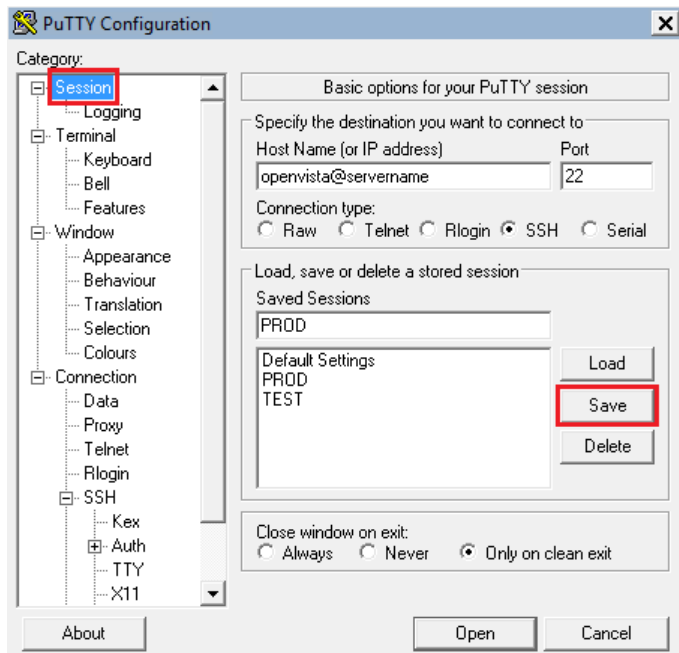 PuTTY Configuration
Category:
Session
Logging
Terminal
Keyboard
Bell
Features
Window
Appearance
Behaviour
Translation
Selection
Colours
Connection
Data
Proxy
Telnet
Rlogin
SSH
Kex
Auth
TTY
X11
Basic options for your PuTTY session
Specify the destination you want to connect to
Host Name (or IP address) Port
openvista@servername 22
Connection type:
Raw Telnet Rlogin SSH Serial
Load, save or delete a stored session
Saved Sessions
PROD
Default Settings
PROD
TEST
Load
Save
Delete
Close window on exit:
Always Never Only on clean exit
About Open Cancel